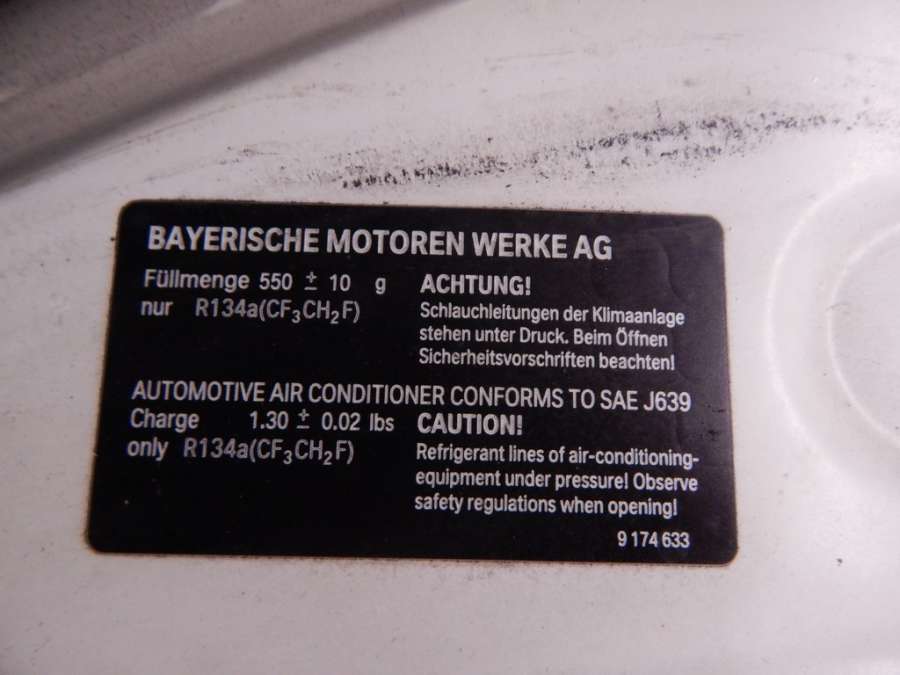 BAYERISCHE MOTOREN WERKE AG
Füllmenge 550 ± 10 g
nur R134a(CF₃CH₂F)
ACHTUNG!
Schlauchleitungen der Klimaanlage
stehen unter Druck. Beim Öffnen
Sicherheitsvorschriften beachten!
AUTOMOTIVE AIR CONDITIONER CONFORMS TO SAE J639
Charge 1.30 ± 0.02 lbs
only R134a(CF₃CH₂F)
CAUTION!
Refrigerant lines of air-conditioning-
equipment under pressure! Observe
safety regulations when opening!
9 174 633